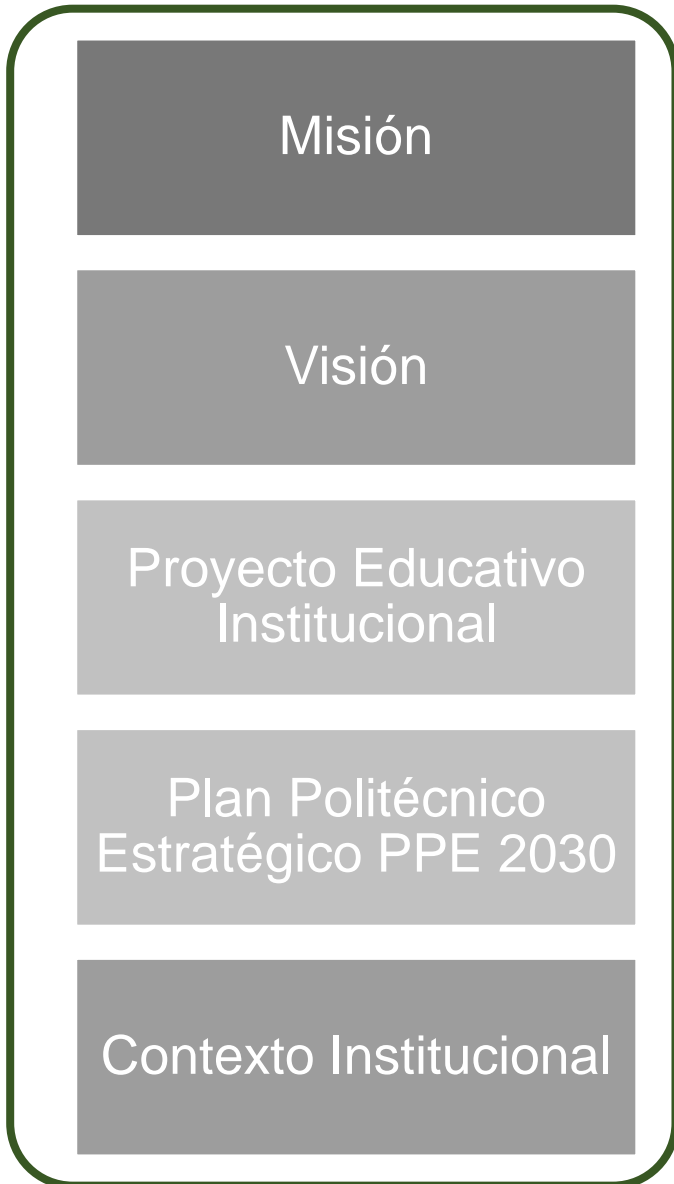 Misión
Visión
Proyecto Educativo
Institucional
Plan Politécnico
Estratégico PPE 2030
Contexto Institucional